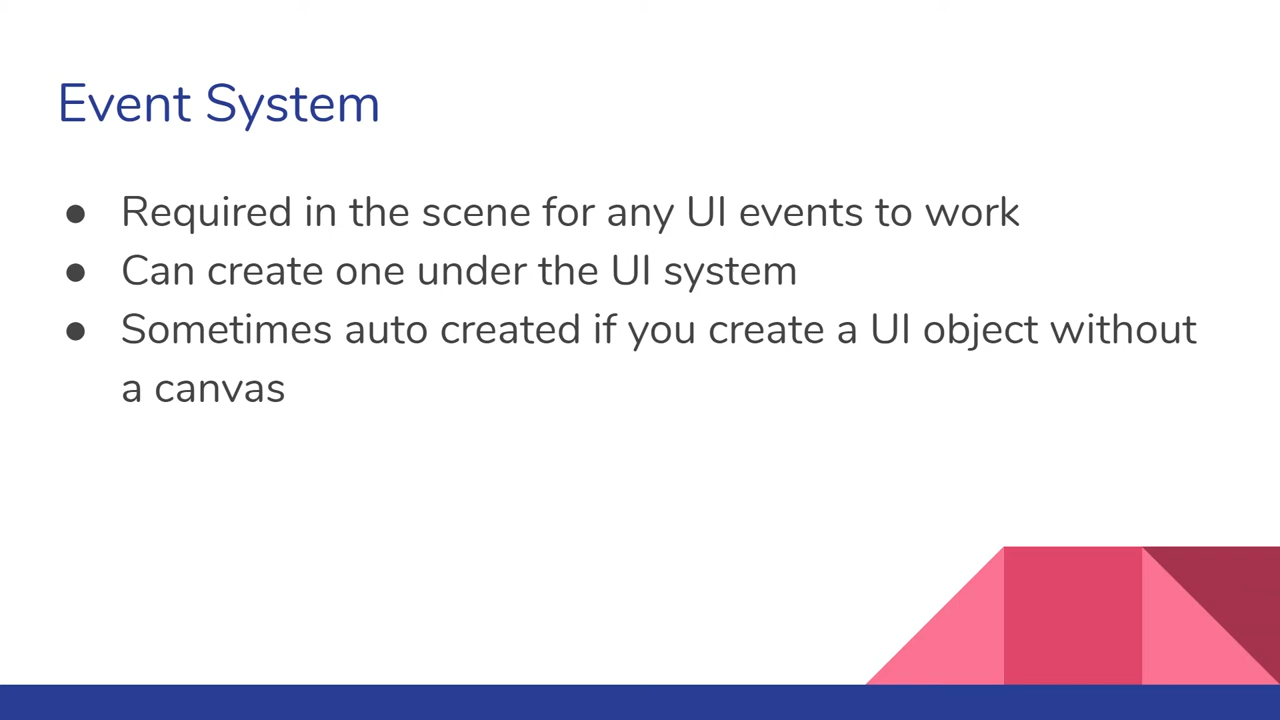 Event System
● Required in the scene for any UI events to work
● Can create one under the UI system
● Sometimes auto created if you create a UI object without
a canvas